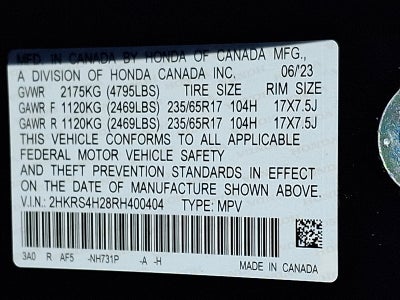 MFD. IN CANADA BY HONDA OF CANADA MFG.,
A DIVISION OF HONDA CANADA INC. 06/'23
GVWR 2175KG (4795LBS) TIRE SIZE RIM SIZE
GAWR F 1120KG (2469LBS) 235/65R17 104H 17X7.5J
GAWR R 1120KG (2469LBS) 235/65R17 104H 17X7.5J
THIS VEHICLE CONFORMS TO ALL APPLICABLE
FEDERAL MOTOR VEHICLE SAFETY
AND THEFT PREVENTION STANDARDS IN EFFECT
ON THE DATE OF MANUFACTURE SHOWN ABOVE.
V.I.N.: 2HKRS4H28RH400404 TYPE: MPV
3A0 R AF5 -NH731P -A -H MADE IN CANADA